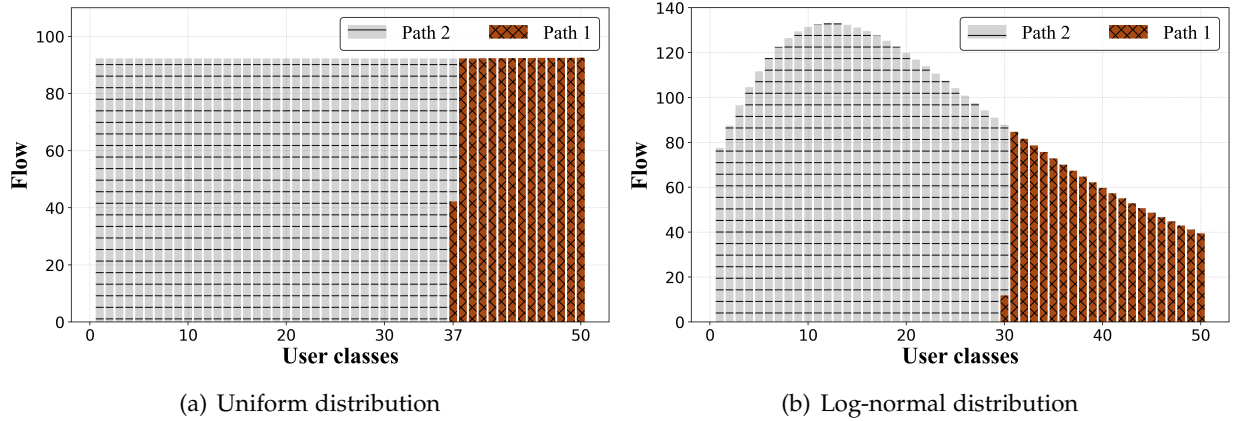 Path 2 Path 1
100
80
60
40
20
0
Flow
0 10 20 30 37 50
User classes
(a) Uniform distribution
Path 2 Path 1
140
120
100
80
60
40
20
0
Flow
0 10 20 30 40 50
User classes
(b) Log-normal distribution